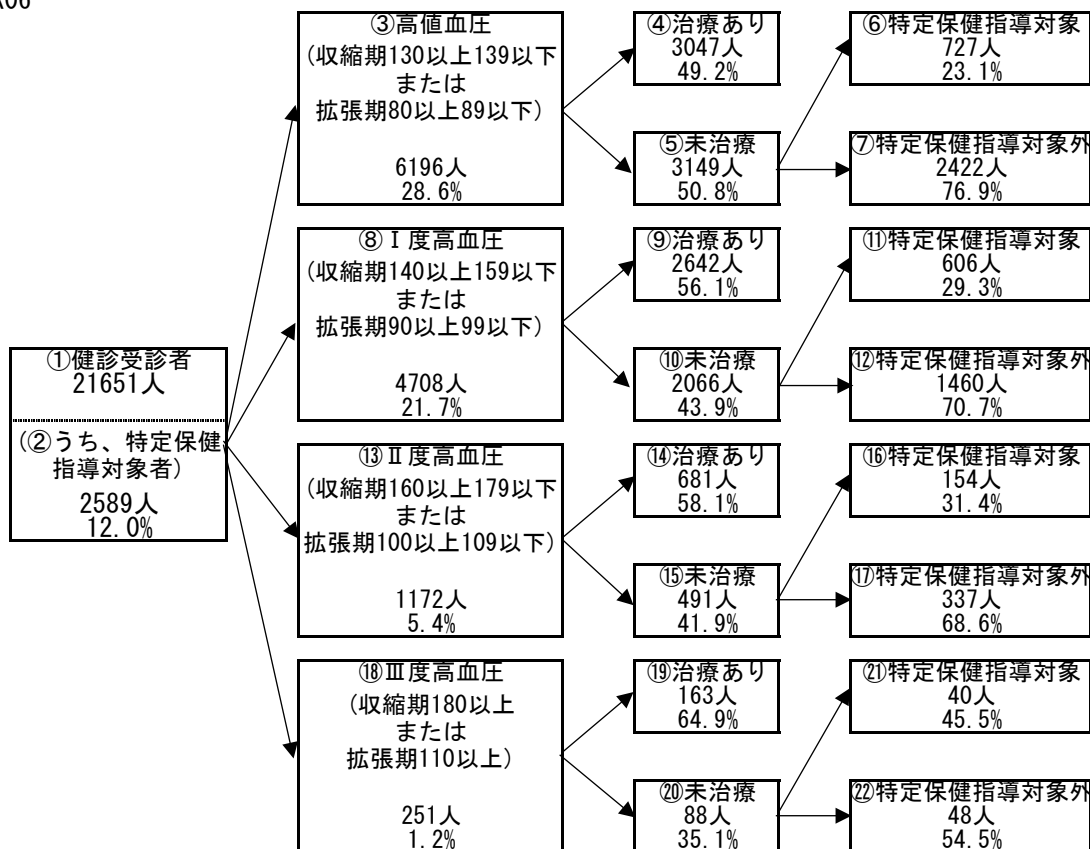 ①健診受診者
21651人
(②うち、特定保健
指導対象者)
2589人
12.0%
③高値血圧
(収縮期130以上139以下
または
拡張期80以上89以下)
6196人
28.6%
④治療あり
3047人
49.2%
⑤未治療
3149人
50.8%
⑥特定保健指導対象
727人
23.1%
⑦特定保健指導対象外
2422人
76.9%
⑧Ⅰ度高血圧
(収縮期140以上159以下
または
拡張期90以上99以下)
4708人
21.7%
⑨治療あり
2642人
56.1%
⑩未治療
2066人
43.9%
⑪特定保健指導対象
606人
29.3%
⑫特定保健指導対象外
1460人
70.7%
⑬Ⅱ度高血圧
(収縮期160以上179以下
または
拡張期100以上109以下)
1172人
5.4%
⑭治療あり
681人
58.1%
⑮未治療
491人
41.9%
⑯特定保健指導対象
154人
31.4%
⑰特定保健指導対象外
337人
68.6%
⑱Ⅲ度高血圧
(収縮期180以上
または
拡張期110以上)
251人
1.2%
⑲治療あり
163人
64.9%
⑳未治療
88人
35.1%
㉑特定保健指導対象
40人
45.5%
㉒特定保健指導対象外
48人
54.5%